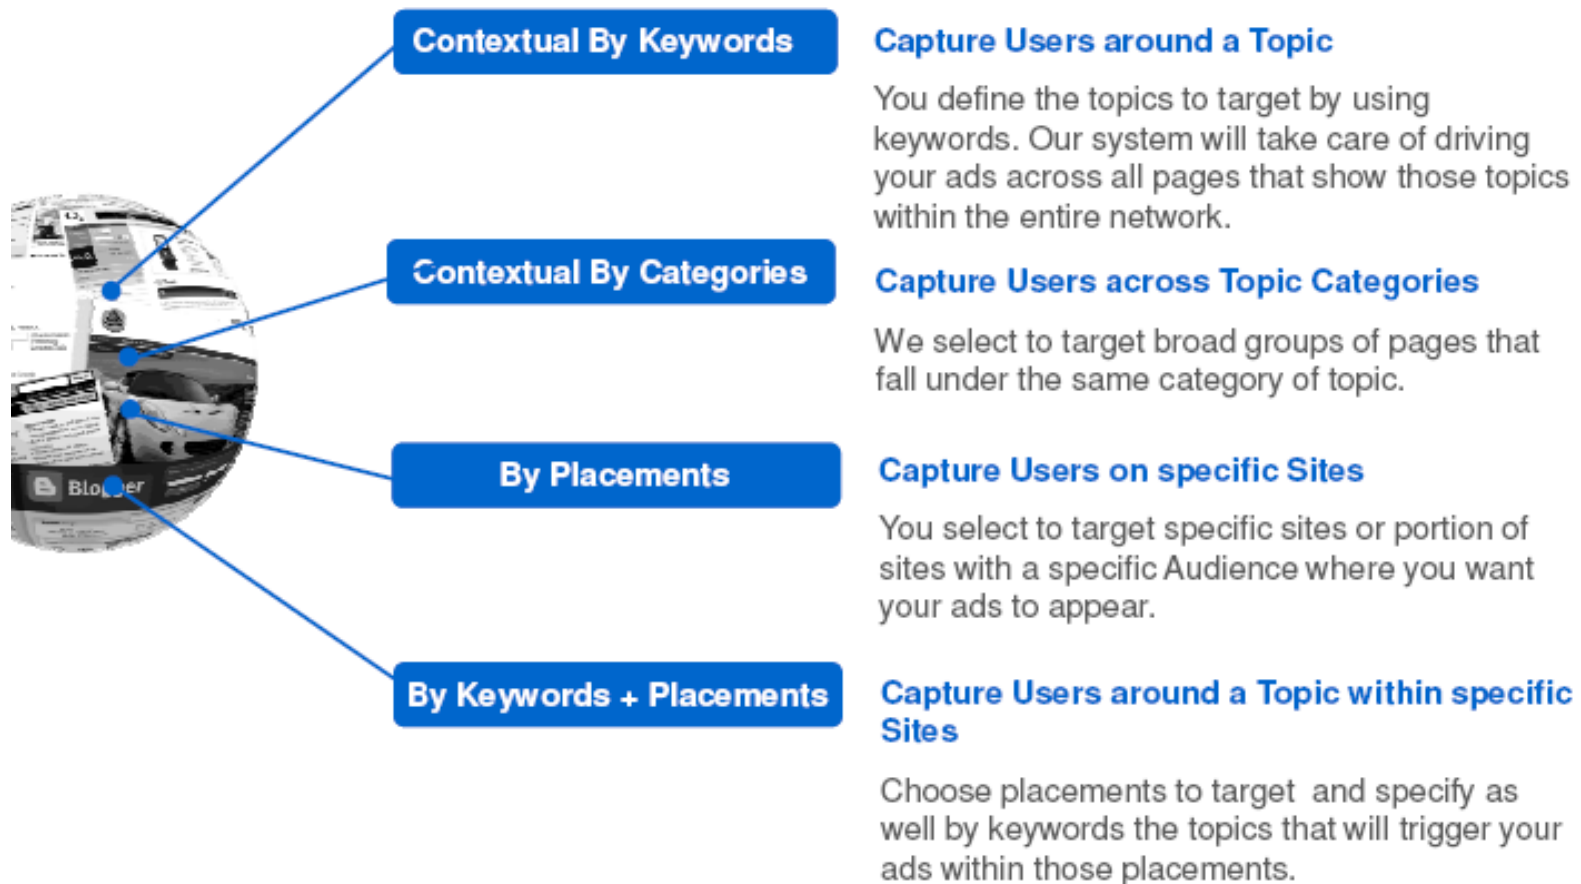 Contextual By Keywords
Capture Users around a Topic
You define the topics to target by using
keywords. Our system will take care of driving
your ads across all pages that show those topics
within the entire network.
Contextual By Categories
Capture Users across Topic Categories
We select to target broad groups of pages that
fall under the same category of topic.
By Placements
Capture Users on specific Sites
You select to target specific sites or portion of
sites with a specific Audience where you want
your ads to appear.
Blogger
By Keywords + Placements
Capture Users around a Topic within specific
Sites
Choose placements to target and specify as
well by keywords the topics that will trigger your
ads within those placements.